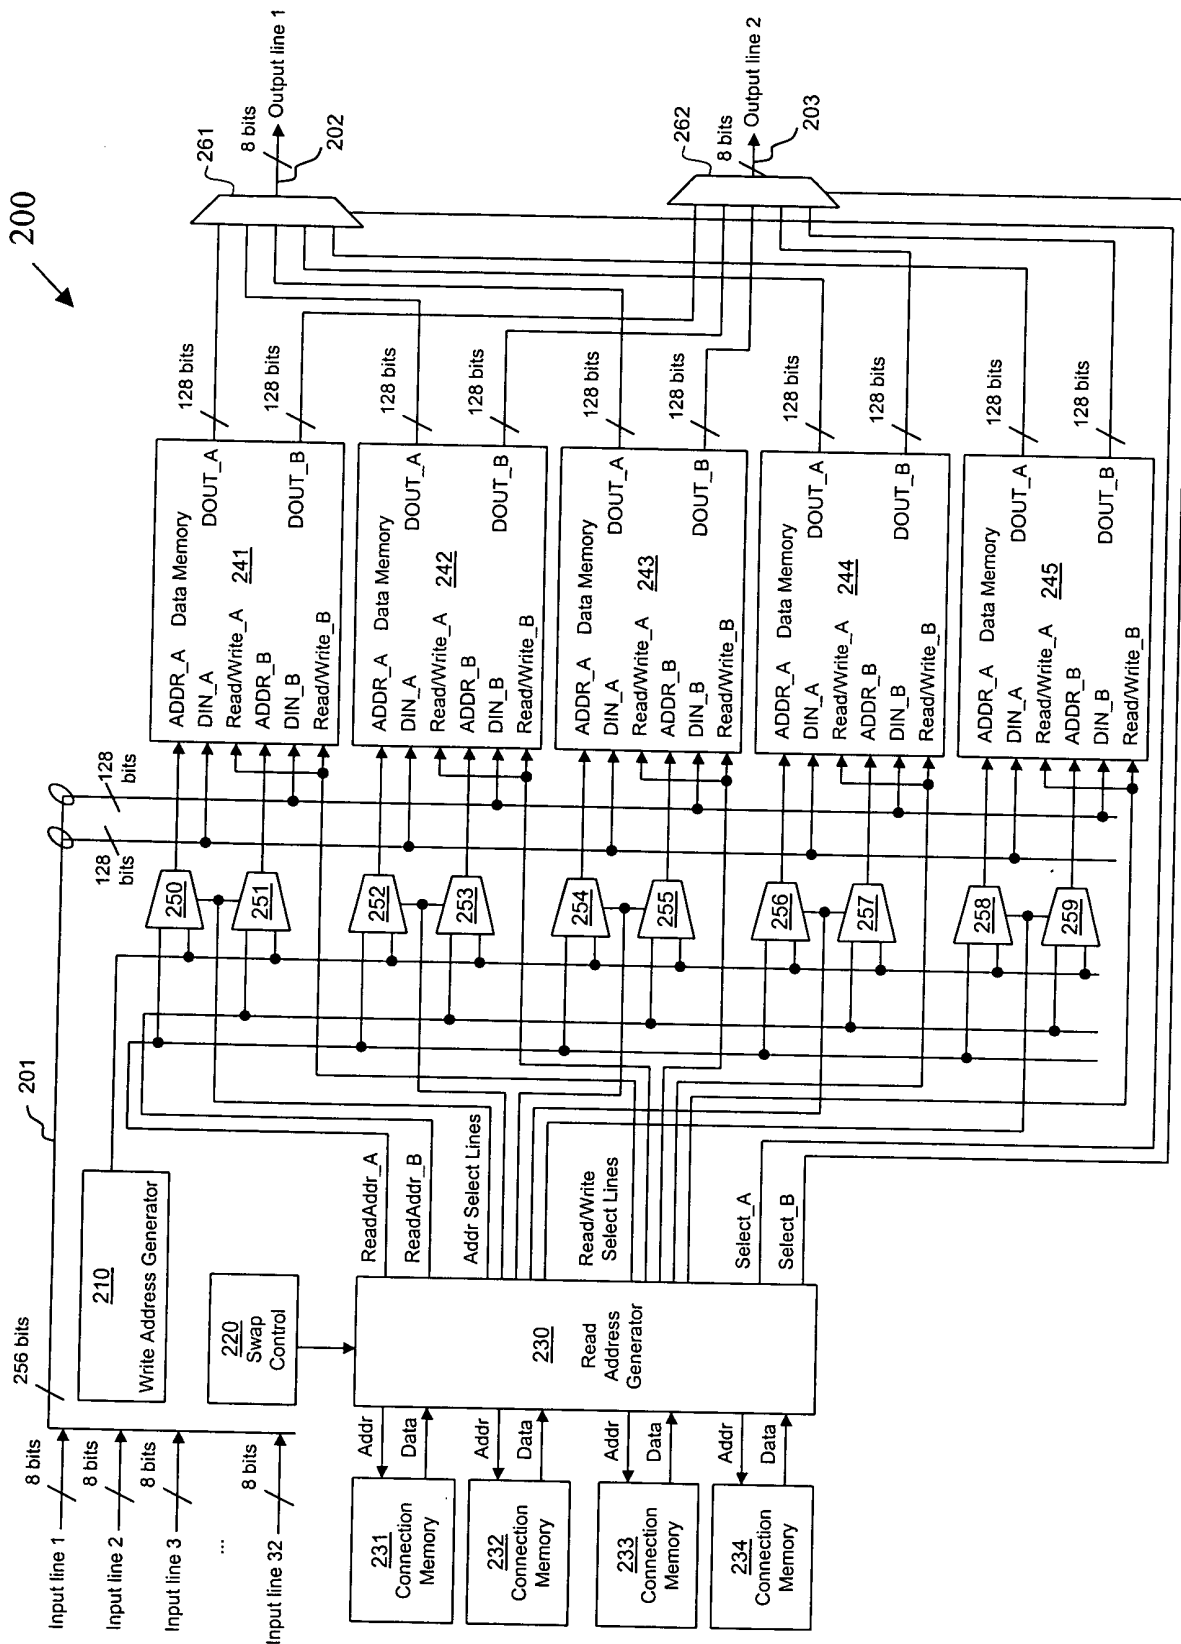 200
Input line 1
8 bits
Input line 2
8 bits
Input line 3
8 bits
...
Input line 32
8 bits
256 bits
201
210
Write Address Generator
220
Swap
Control
230
Read
Address
Generator
231
Connection
Memory
Addr
Data
232
Connection
Memory
Addr
Data
233
Connection
Memory
Addr
Data
234
Connection
Memory
Addr
Data
ReadAddr_A
ReadAddr_B
Addr Select Lines
Read/Write
Select Lines
Select_A
Select_B
128
bits
128
bits
250
251
252
253
254
255
256
257
258
259
ADDR_A Data Memory
DIN_A
DOUT_A
Read/Write_A
241
ADDR_B
DIN_B
DOUT_B
Read/Write_B
128 bits
128 bits
ADDR_A Data Memory
DIN_A
DOUT_A
Read/Write_A
242
ADDR_B
DIN_B
DOUT_B
Read/Write_B
128 bits
128 bits
ADDR_A Data Memory
DIN_A
DOUT_A
Read/Write_A
243
ADDR_B
DIN_B
DOUT_B
Read/Write_B
128 bits
128 bits
ADDR_A Data Memory
DIN_A
DOUT_A
Read/Write_A
244
ADDR_B
DIN_B
DOUT_B
Read/Write_B
128 bits
128 bits
ADDR_A Data Memory
DIN_A
DOUT_A
Read/Write_A
245
ADDR_B
DIN_B
DOUT_B
Read/Write_B
128 bits
128 bits
261
8 bits
Output line 1
202
262
8 bits
Output line 2
203